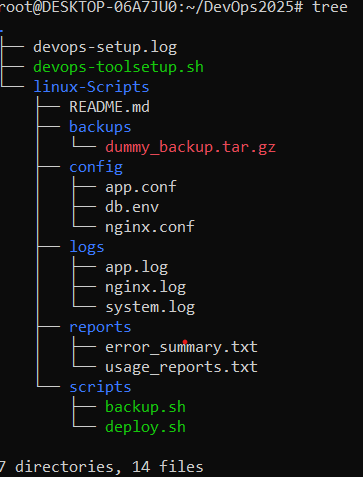 root@DESKTOP-06A7JU0:~/DevOps2025# tree
.
├── devops-setup.log
├── devops-toolsetup.sh
└── linux-Scripts
    ├── README.md
    ├── backups
    │   └── dummy_backup.tar.gz
    ├── config
    │   ├── app.conf
    │   ├── db.env
    │   └── nginx.conf
    ├── logs
    │   ├── app.log
    │   ├── nginx.log
    │   └── system.log
    ├── reports
    │   ├── error_summary.txt
    │   └── usage_reports.txt
    └── scripts
        ├── backup.sh
        └── deploy.sh
7 directories, 14 files